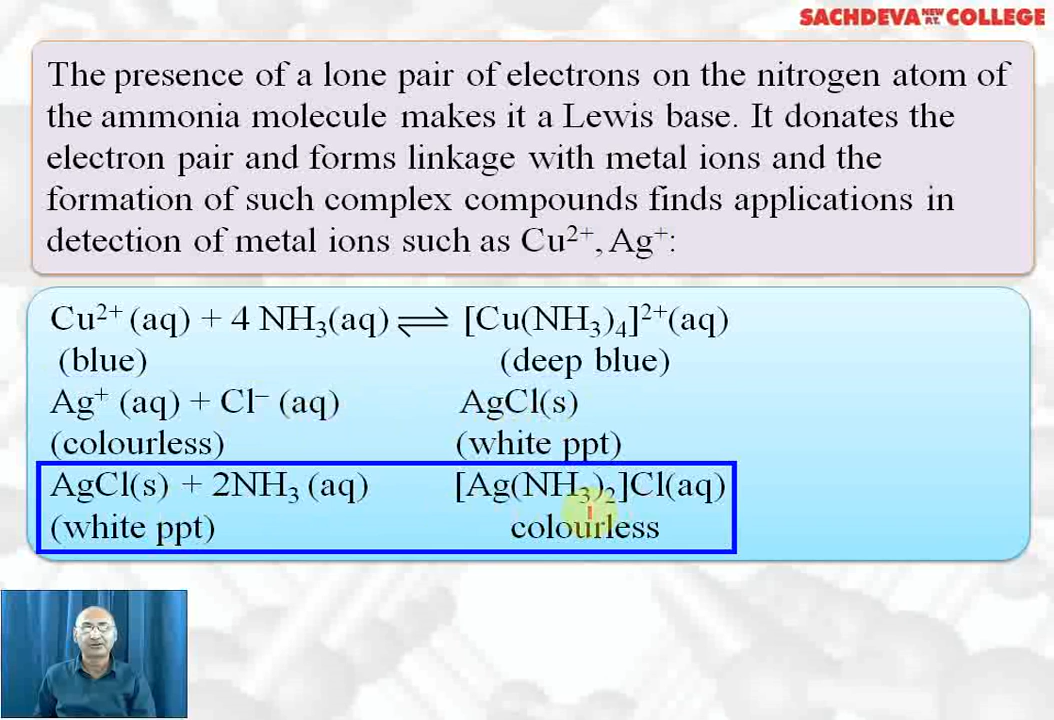 SACHDEVA NEW P.T. COLLEGE
The presence of a lone pair of electrons on the nitrogen atom of
the ammonia molecule makes it a Lewis base. It donates the
electron pair and forms linkage with metal ions and the
formation of such complex compounds finds applications in
detection of metal ions such as Cu²⁺, Ag⁺:
Cu²⁺ (aq) + 4 NH₃(aq) ⇌ [Cu(NH₃)₄]²⁺(aq)
(blue) (deep blue)
Ag⁺ (aq) + Cl⁻ (aq) AgCl(s)
(colourless) (white ppt)
AgCl(s) + 2NH₃ (aq) [Ag(NH₃)₂]Cl(aq)
(white ppt) colourless